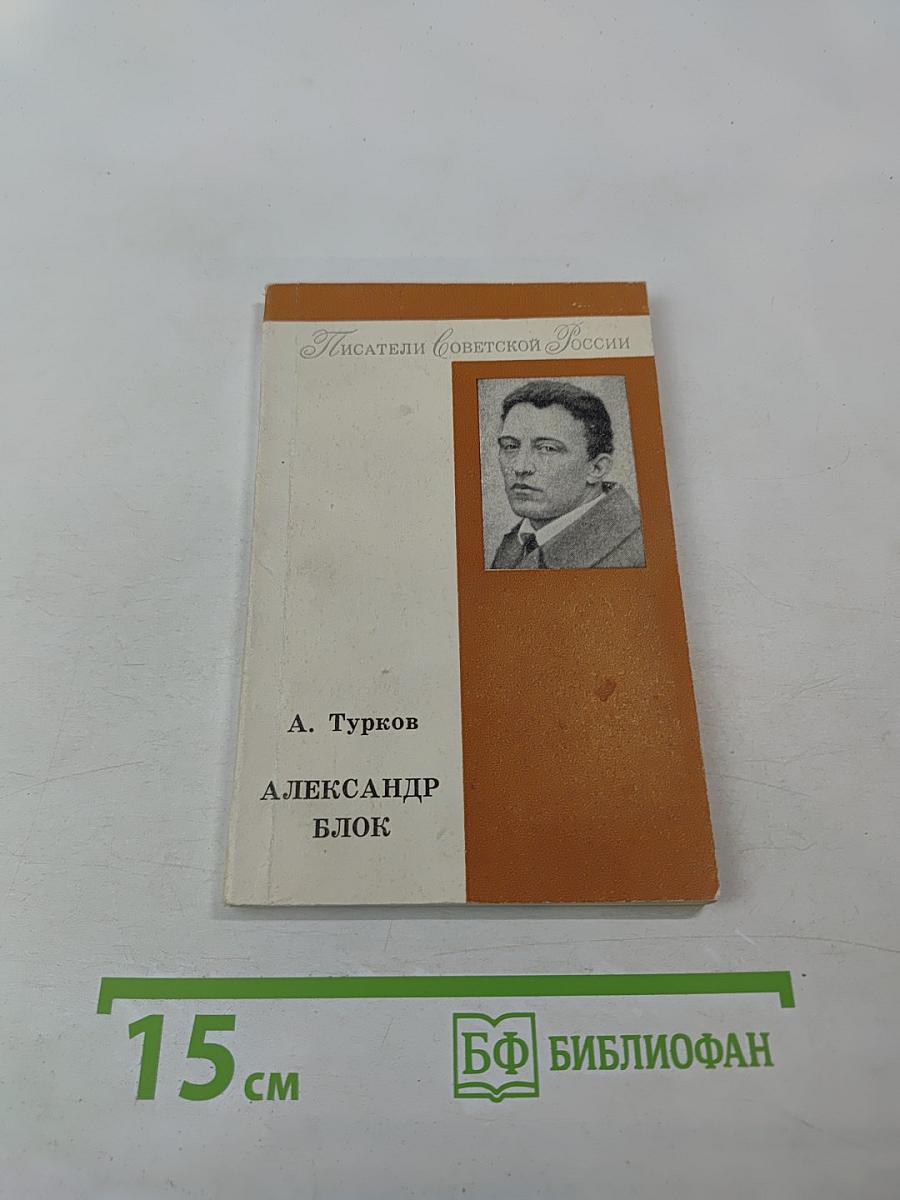 Писатели Советской России
А. Турков
АЛЕКСАНДР
БЛОК
15 см
БФ БИБЛИОФАН